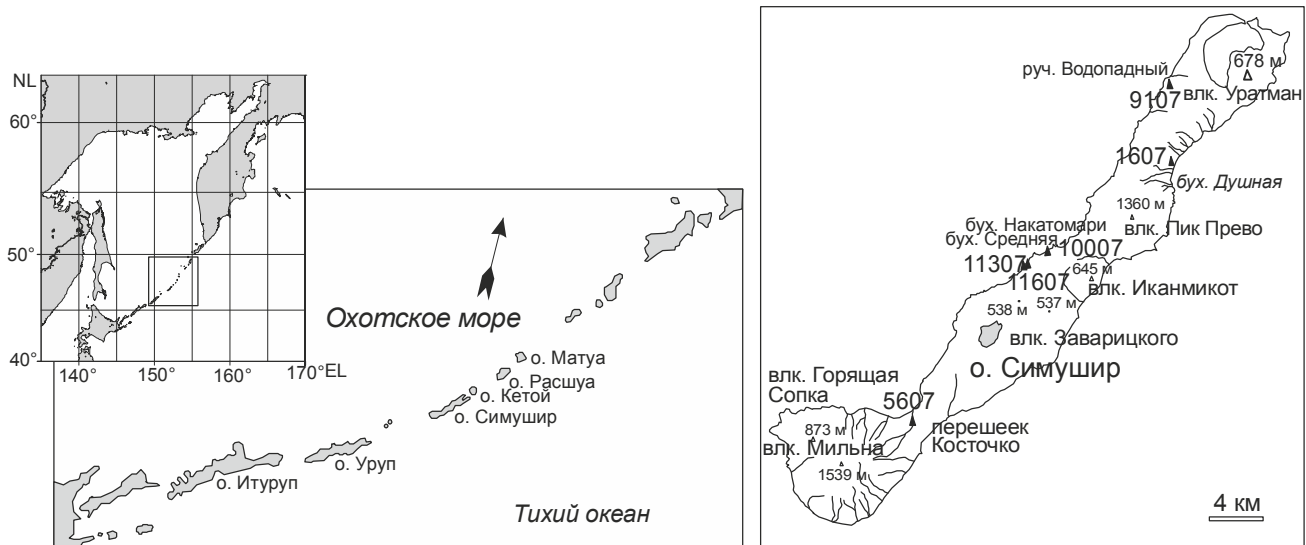 NL
60°
50°
40°
140°
150°
160°
170°EL
Охотское море
о. Матуа
о. Расшуа
о. Кетой
о. Симушир
о. Уруп
о. Итуруп
Тихий океан
678 м
руч. Водопадный
9107
влк. Уратман
1607
бух. Душная
1360 м
бух. Накатомари
влк. Пик Прево
бух. Средняя
10007
11307
645 м
11607
влк. Иканмикот
538 м
537 м
влк. Заварицкого
о. Симушир
влк. Горящая
Сопка
5607
873 м
перешеек
Косточко
влк. Мильна
1539 м
4 км